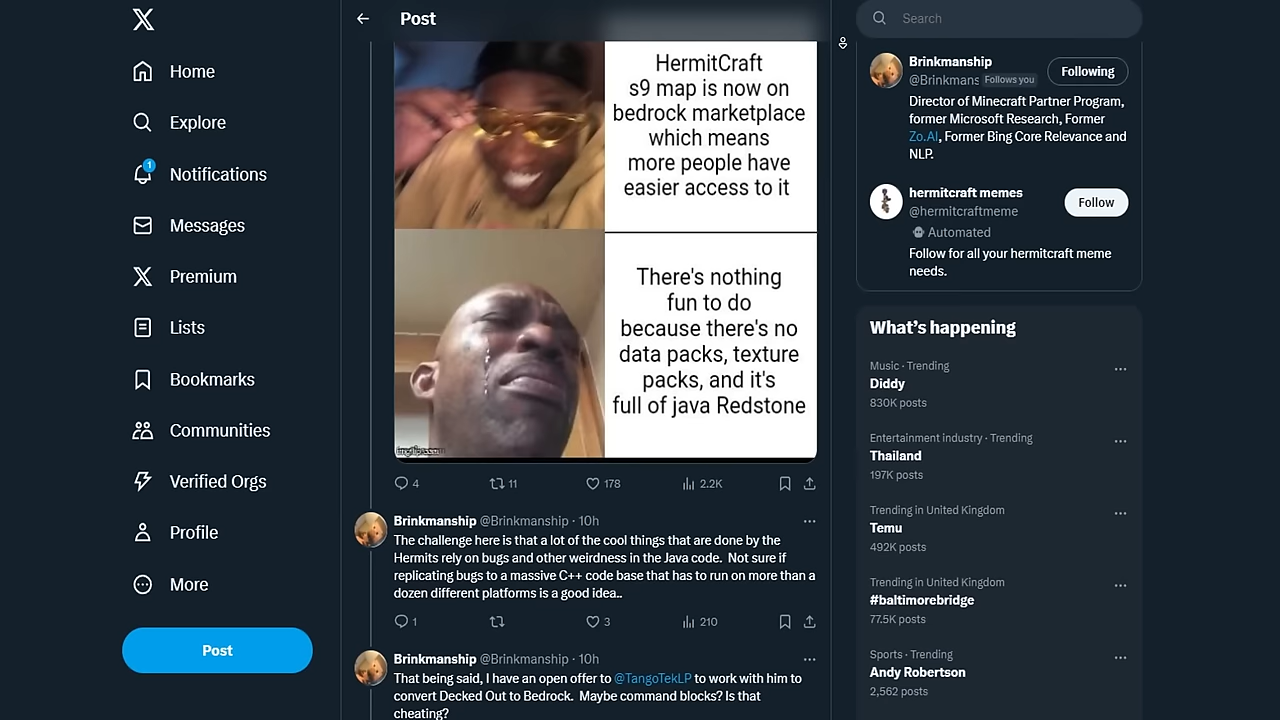 Home
Explore
1
Notifications
Messages
Premium
Lists
Bookmarks
Communities
Verified Orgs
Profile
More
Post
Post
HermitCraft
s9 map is now on
bedrock marketplace
which means
more people have
easier access to it
There's nothing
fun to do
because there's no
data packs, texture
packs, and it's
full of java Redstone
imgflip.com
4 11 178 2.2K
Brinkmanship @Brinkmanship · 10h
The challenge here is that a lot of the cool things that are done by the
Hermits rely on bugs and other weirdness in the Java code. Not sure if
replicating bugs to a massive C++ code base that has to run on more than a
dozen different platforms is a good idea..
1 3 210
Brinkmanship @Brinkmanship · 10h
That being said, I have an open offer to @TangoTekLP to work with him to
convert Decked Out to Bedrock. Maybe command blocks? Is that
cheating?
Search
Brinkmanship
@Brinkmans Follows you
Following
Director of Minecraft Partner Program,
former Microsoft Research, Former
Zo.AI, Former Bing Core Relevance and
NLP.
hermitcraft memes
@hermitcraftmeme
Follow
Automated
Follow for all your hermitcraft meme
needs.
What's happening
Music · Trending
Diddy
830K posts
Entertainment industry · Trending
Thailand
197K posts
Trending in United Kingdom
Temu
492K posts
Trending in United Kingdom
#baltimorebridge
77.5K posts
Sports · Trending
Andy Robertson
2,562 posts